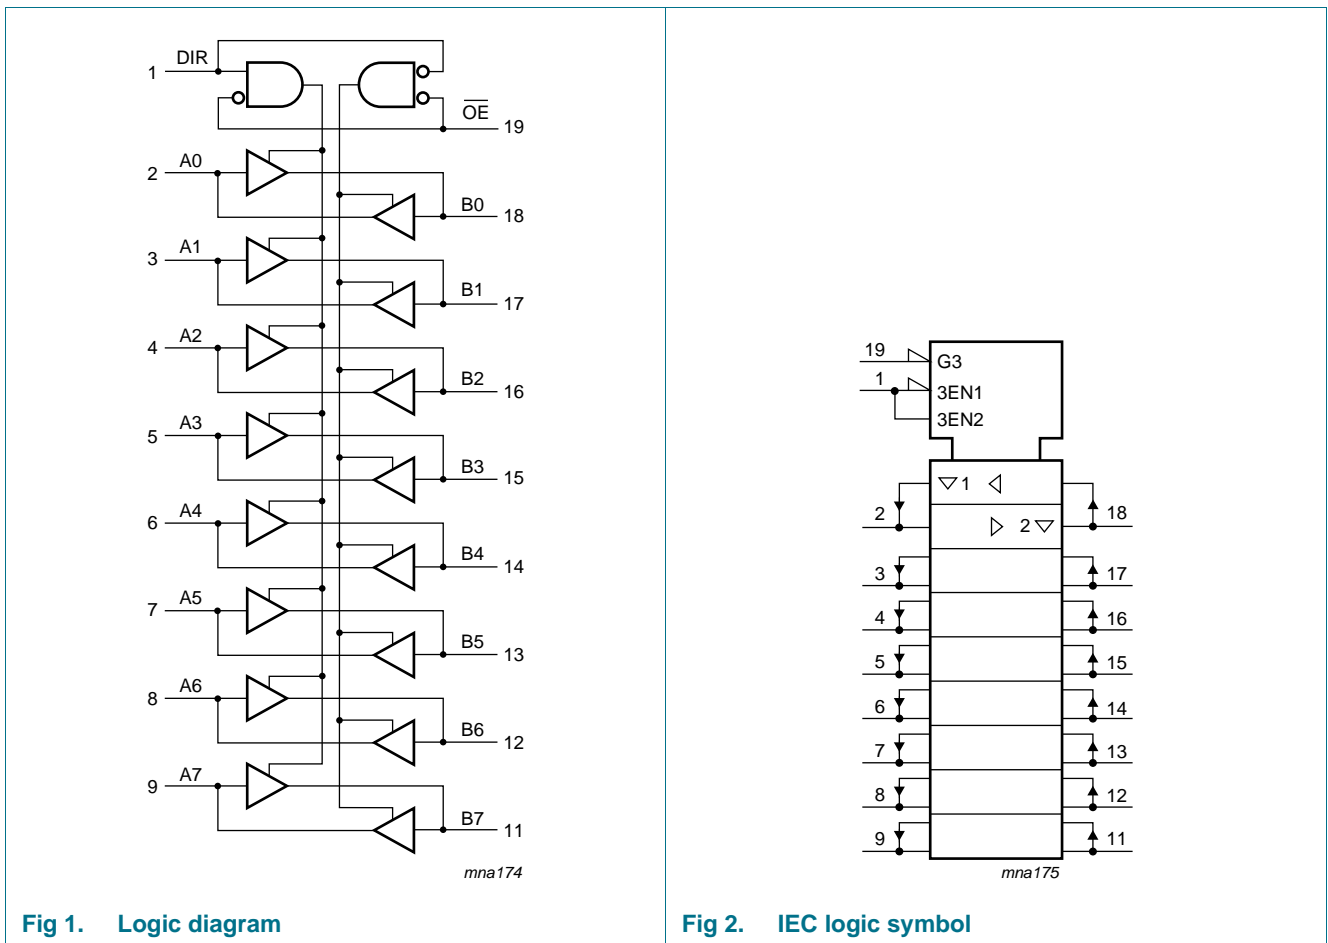 1 DIR
OE
19
2 A0
B0 18
3 A1
B1 17
4 A2
B2 16
5 A3
B3 15
6 A4
B4 14
7 A5
B5 13
8 A6
B6 12
9 A7
B7 11
mna174
Fig 1. Logic diagram
19 G3
1 3EN1
3EN2
1
2 18
2
3 17
4 16
5 15
6 14
7 13
8 12
9 11
mna175
Fig 2. IEC logic symbol